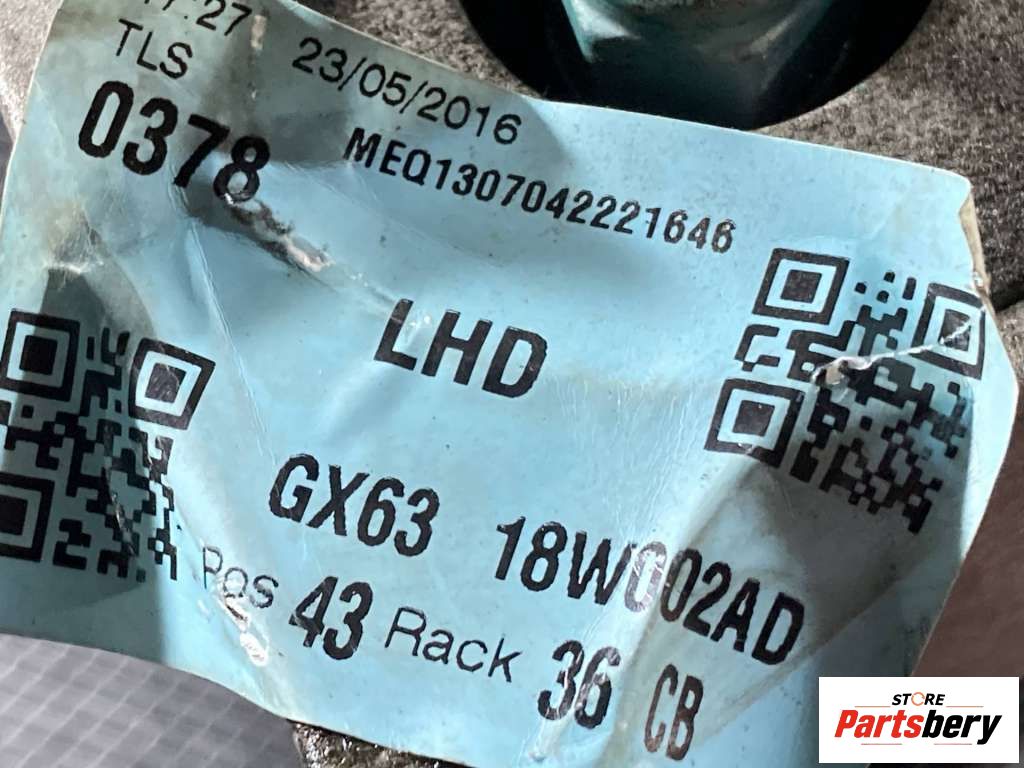 23/05/2016
TLS
0378
MEQ1307042221646
LHD
GX63 18W002AD
Pos 43 Rack 36 CB
STORE
Partsbery